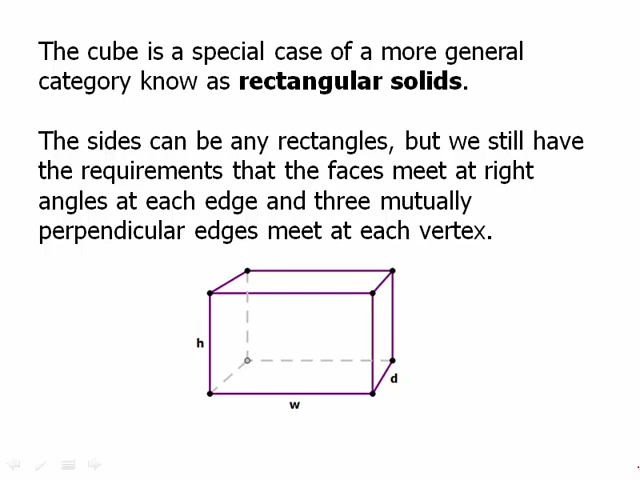 The cube is a special case of a more general
category know as rectangular solids.
The sides can be any rectangles, but we still have
the requirements that the faces meet at right
angles at each edge and three mutually
perpendicular edges meet at each vertex.
h
d
w